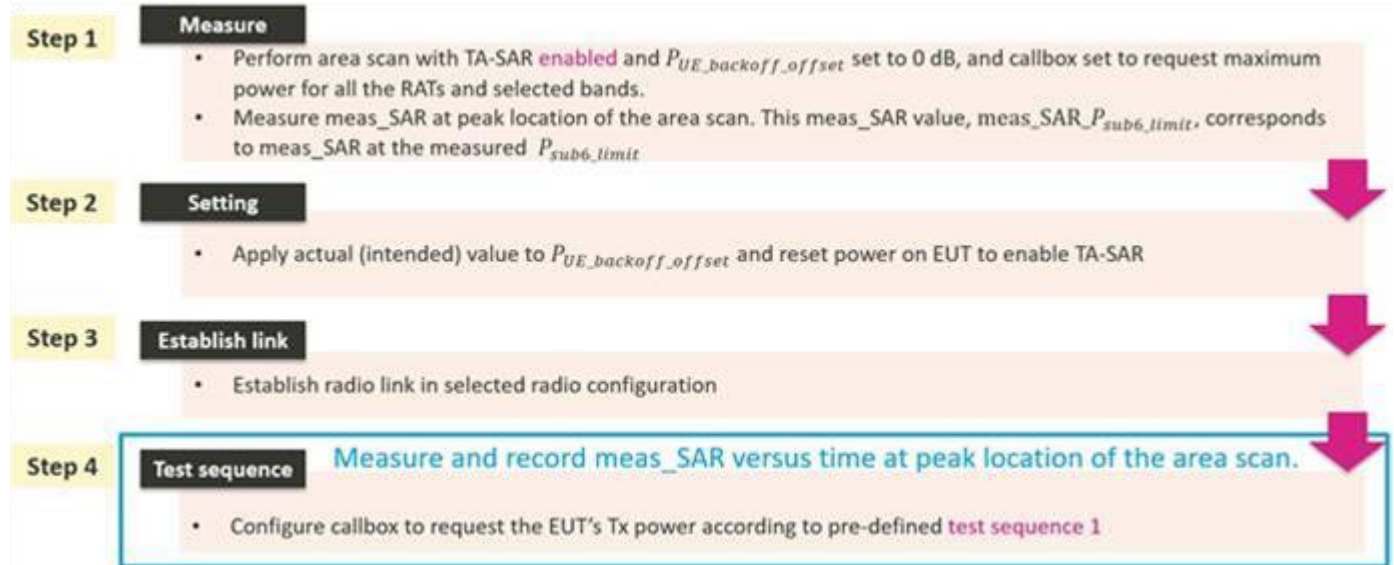 Step 1
Measure
• Perform area scan with TA-SAR enabled and P_UE_backoff_offset set to 0 dB, and callbox set to request maximum
power for all the RATs and selected bands.
• Measure meas_SAR at peak location of the area scan. This meas_SAR value, meas_SAR_P_sub6_limit, corresponds
to meas_SAR at the measured P_sub6_limit
Step 2
Setting
• Apply actual (intended) value to P_UE_backoff_offset and reset power on EUT to enable TA-SAR
Step 3
Establish link
• Establish radio link in selected radio configuration
Step 4
Test sequence
Measure and record meas_SAR versus time at peak location of the area scan.
• Configure callbox to request the EUT's Tx power according to pre-defined test sequence 1